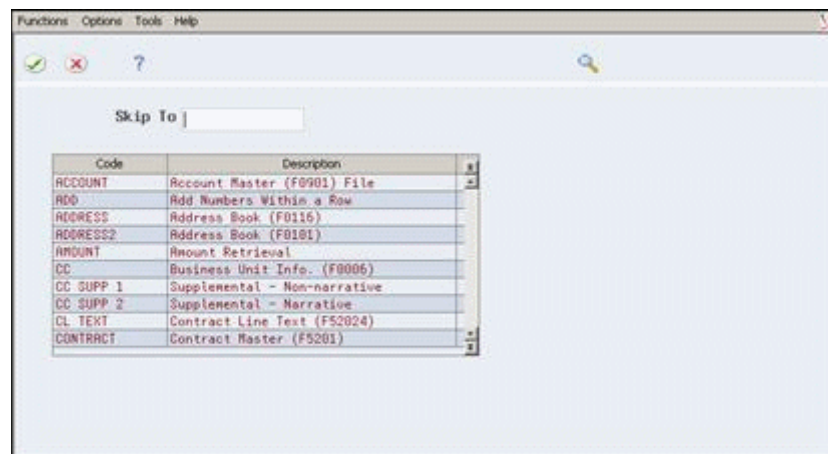 Functions Options Tools Help
?
Skip To
Code Description
ACCOUNT Account Master (F0901) File
ADD Add Numbers Within a Row
ADDRESS Address Book (F0116)
ADDRESS2 Address Book (F0101)
AMOUNT Amount Retrieval
CC Business Unit Info. (F0006)
CC SUPP 1 Supplemental - Non-narrative
CC SUPP 2 Supplemental - Narrative
CL TEXT Contract Line Text (F52024)
CONTRACT Contract Master (F5201)